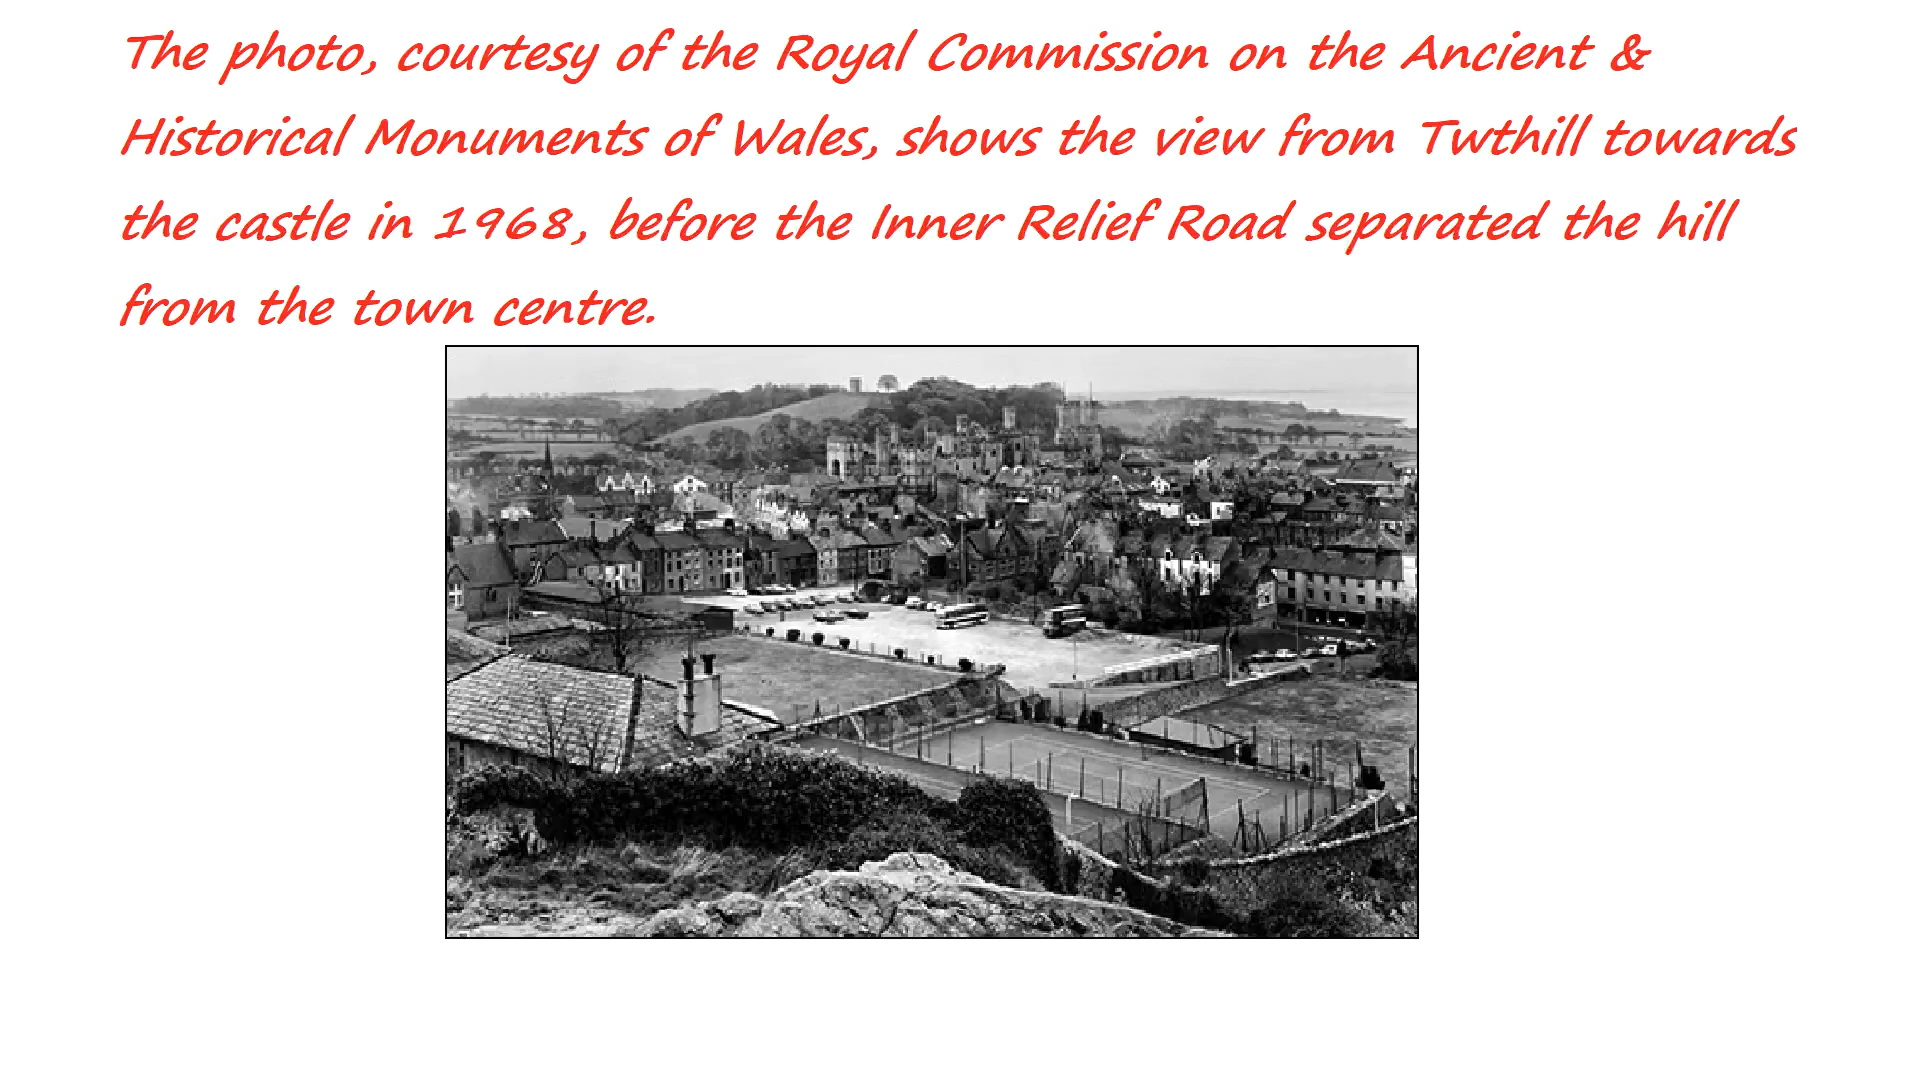 The photo, courtesy of the Royal Commission on the Ancient &
Historical Monuments of Wales, shows the view from Twthill towards
the castle in 1968, before the Inner Relief Road separated the hill
from the town centre.